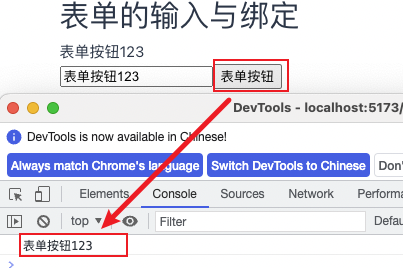 表单的输入与绑定
表单按钮123
表单按钮123 表单按钮
DevTools - localhost:5173/
DevTools is now available in Chinese!
Always match Chrome's language Switch DevTools to Chinese Don'
Elements Console Sources Network Performa
top Filter Defau
表单按钮123